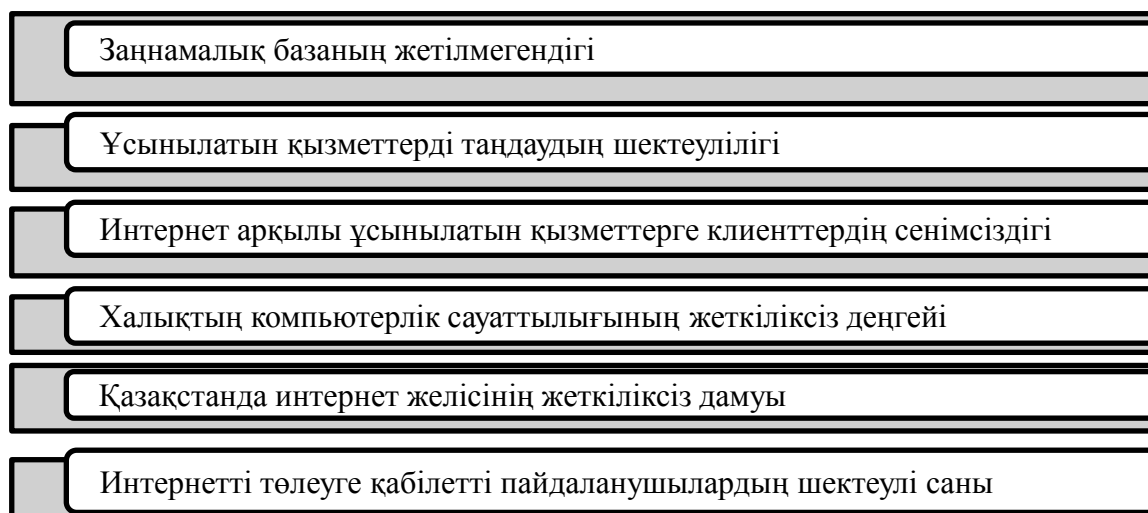 Заңнамалық базаның жетілмегендігі
Ұсынылатын қызметтерді таңдаудың шектеулілігі
Интернет арқылы ұсынылатын қызметтерге клиенттердің сенімсіздігі
Халықтың компьютерлік сауаттылығының жеткіліксіз деңгейі
Қазақстанда интернет желісінің жеткіліксіз дамуы
Интернетті төлеуге қабілетті пайдаланушылардың шектеулі саны